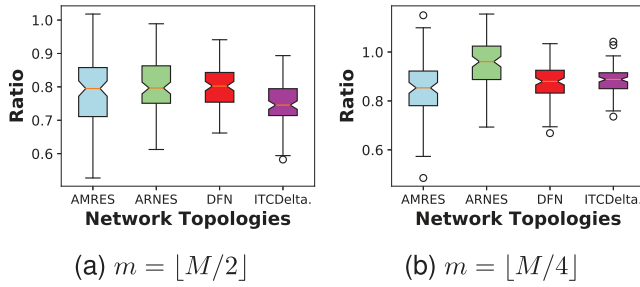 Ratio
1.0
0.9
0.8
0.7
0.6
AMRES ARNES DFN ITCDelta.
Network Topologies
(a) m = ⌊M/2⌋
Ratio
1.0
0.8
0.6
AMRES ARNES DFN ITCDelta.
Network Topologies
(b) m = ⌊M/4⌋